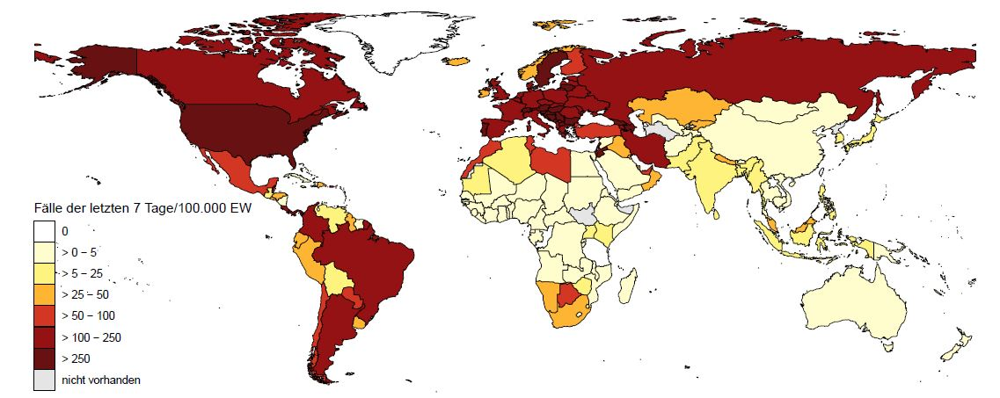 Fälle der letzten 7 Tage/100.000 EW
0
> 0 – 5
> 5 – 25
> 25 – 50
> 50 – 100
> 100 – 250
> 250
nicht vorhanden